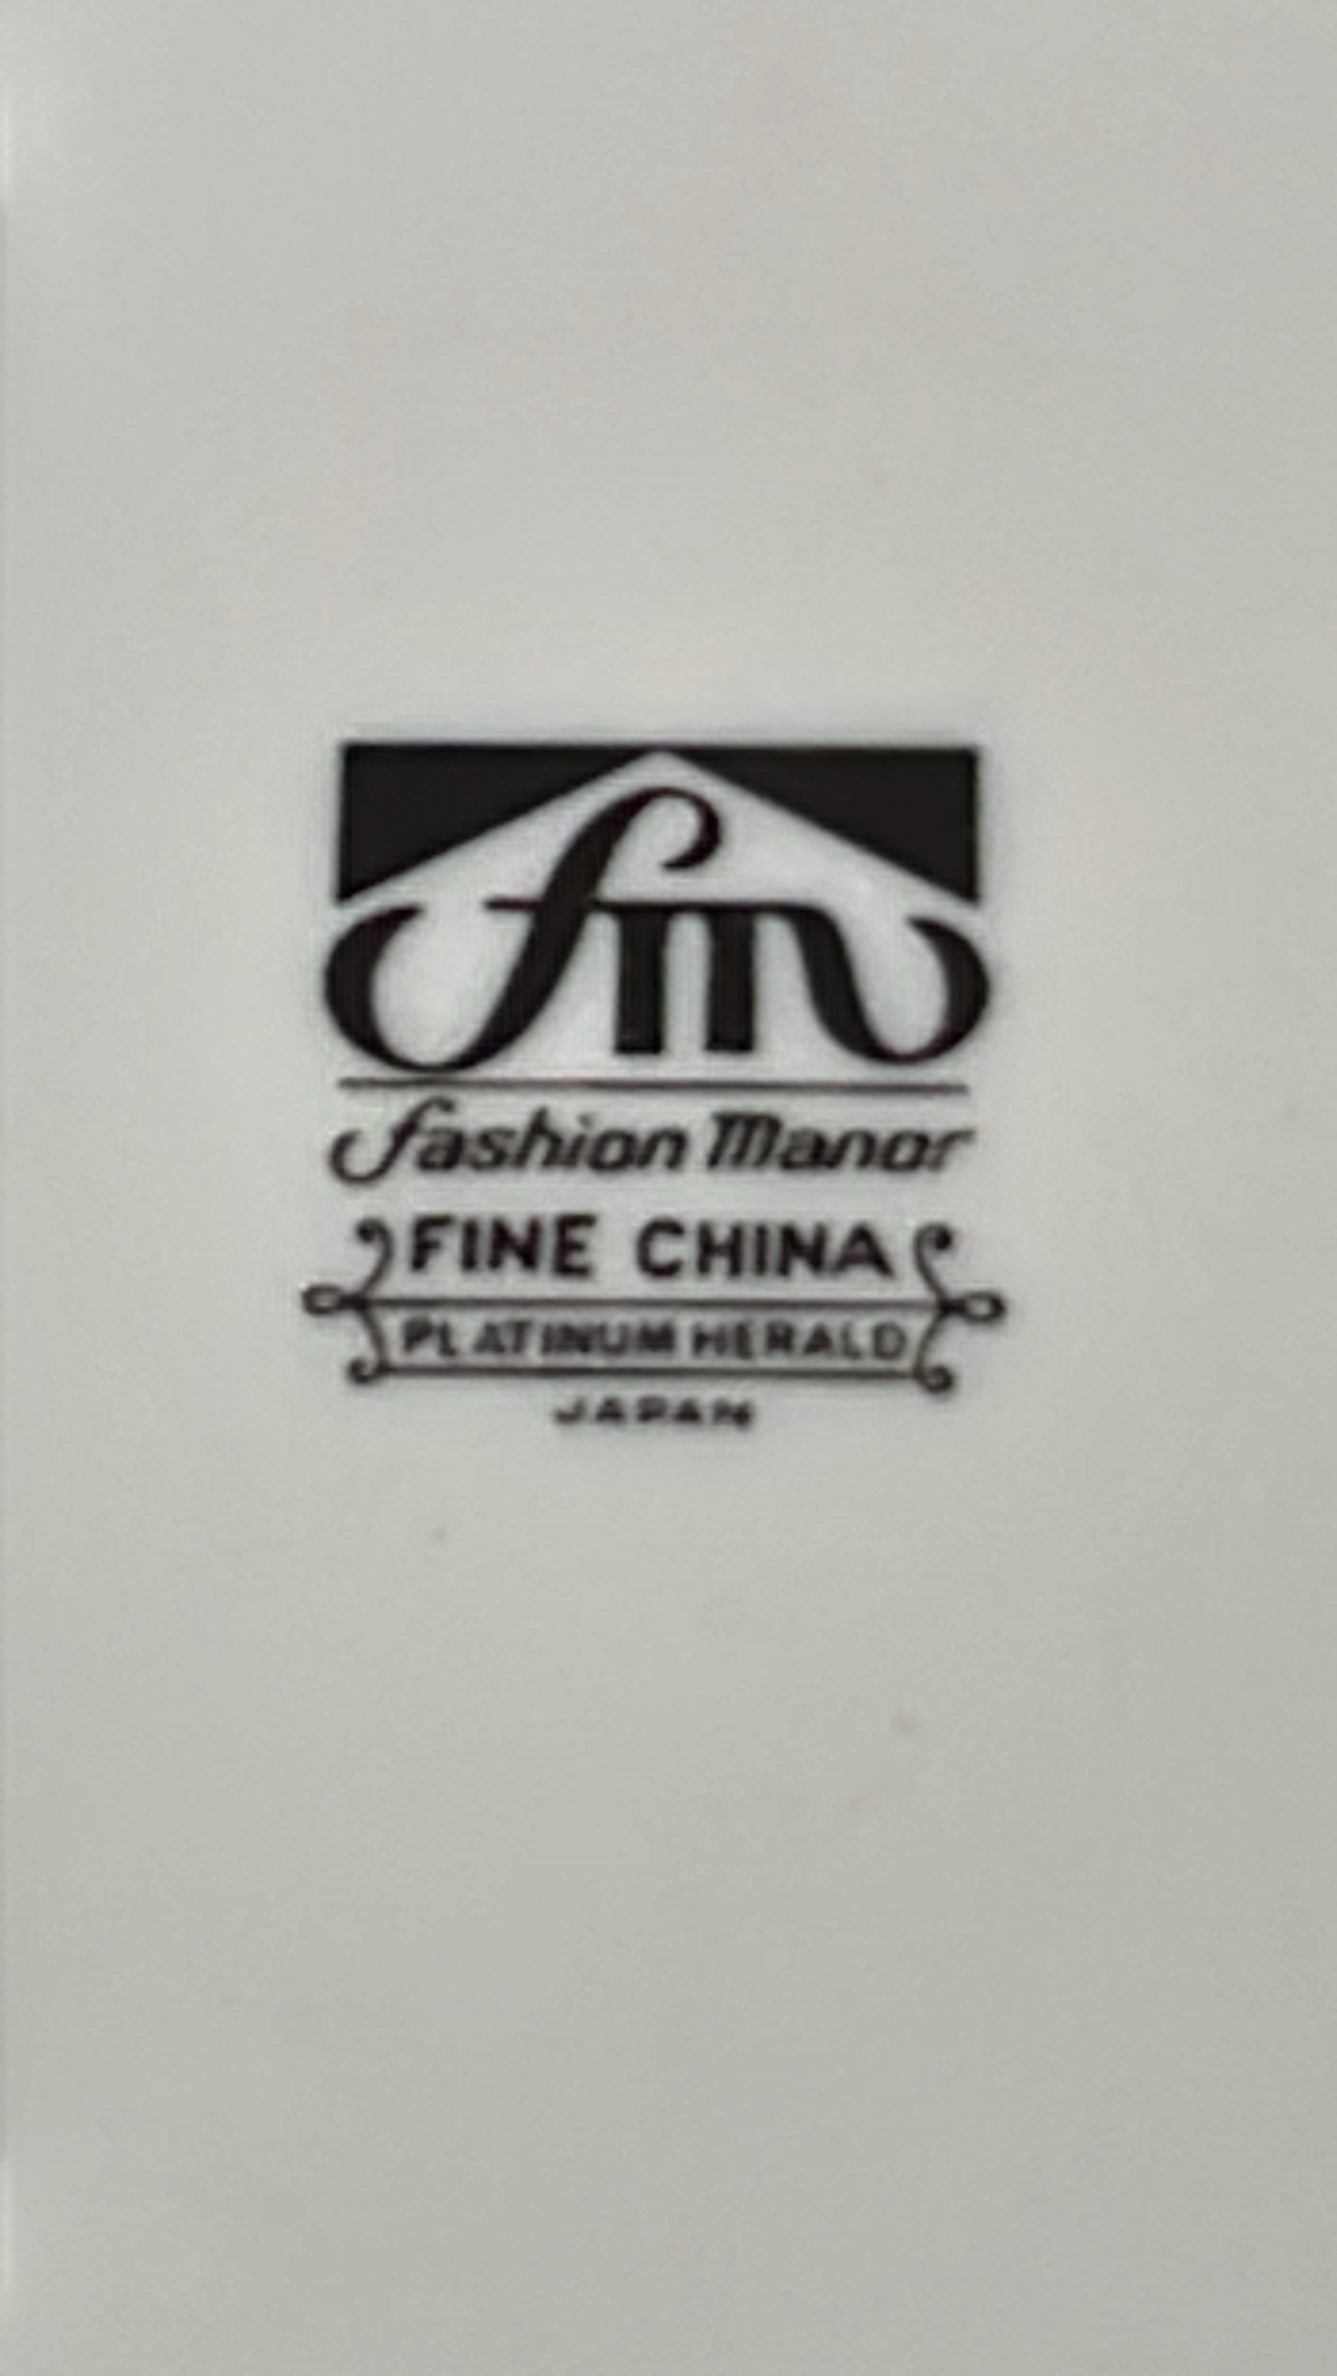 fm
fashion Manor
FINE CHINA
PLATINUM HERALD
JAPAN